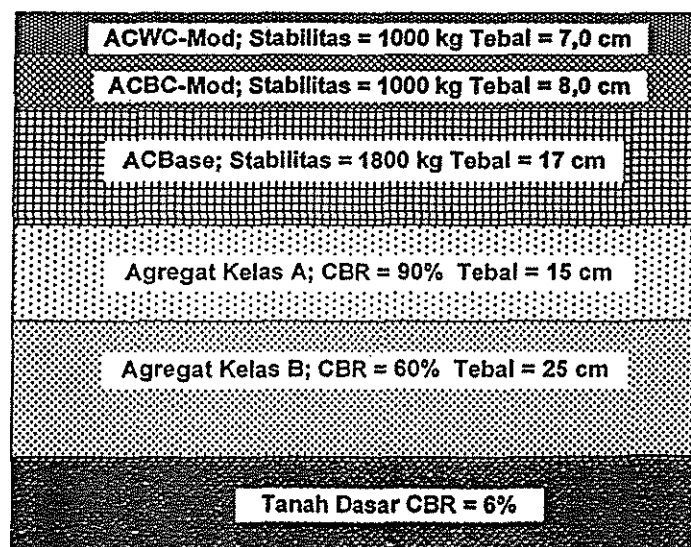 ACWC-Mod; Stabilitas = 1000 kg Tebal = 7,0 cm
ACBC-Mod; Stabilitas = 1000 kg Tebal = 8,0 cm
ACBase; Stabilitas = 1800 kg Tebal = 17 cm
Agregat Kelas A; CBR = 90% Tebal = 15 cm
Agregat Kelas B; CBR = 60% Tebal = 25 cm
Tanah Dasar CBR = 6%